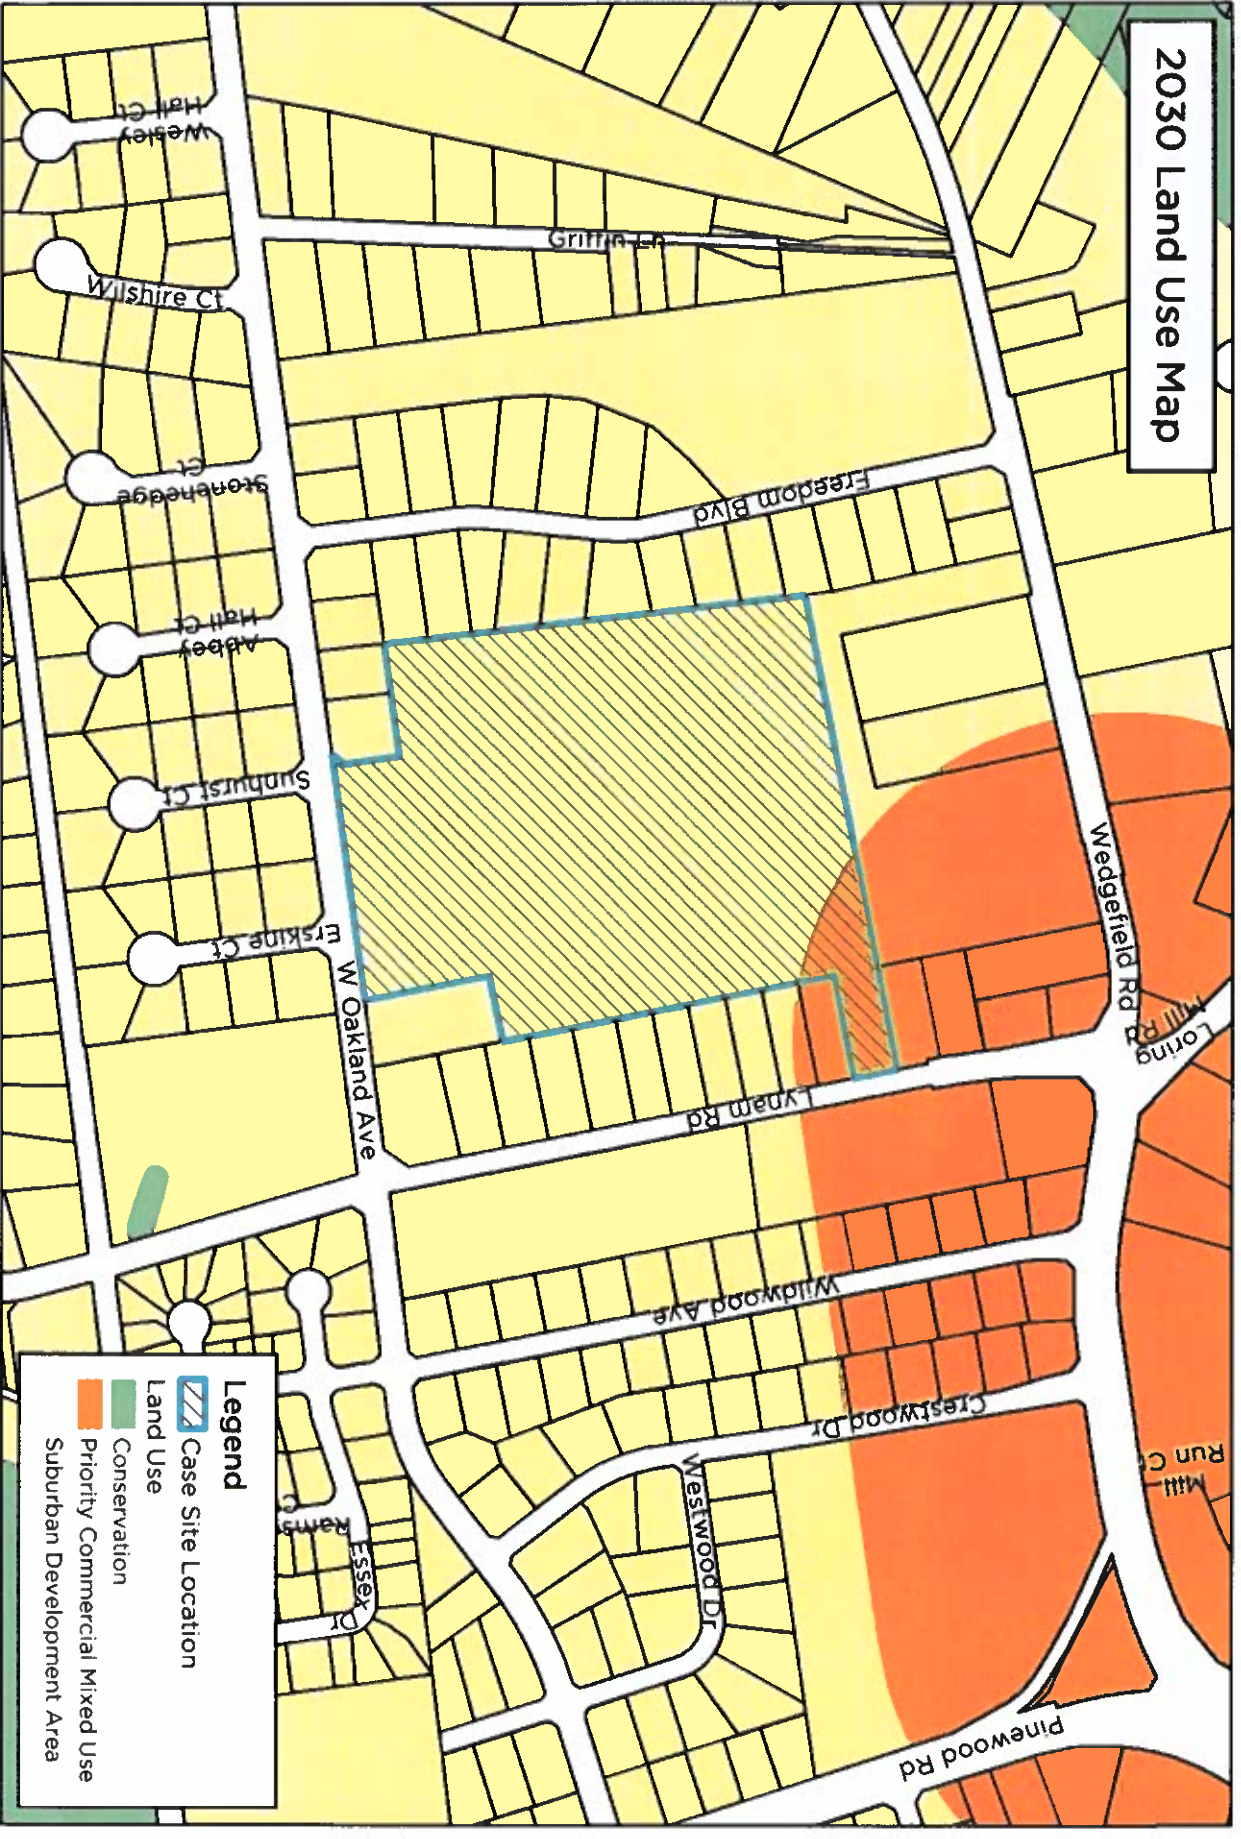 2030 Land Use Map
Wesley
Hall Ct
Wilshire Ct
Griffin Ln
Stonehedge
Ct
Freedom Blvd
Abbey
Hall Ct
Sunhurst Ct
Erskine Ct
W Oakland Ave
Wedgefield Rd
Loring
Mill Rd
Lynam Rd
Wildwood Ave
Crestwood Dr
Westwood Dr
Mill
Run Ct
Essex
Dr
Pinewood Rd
Legend
Case Site Location
Land Use
Conservation
Priority Commercial Mixed Use
Suburban Development Area